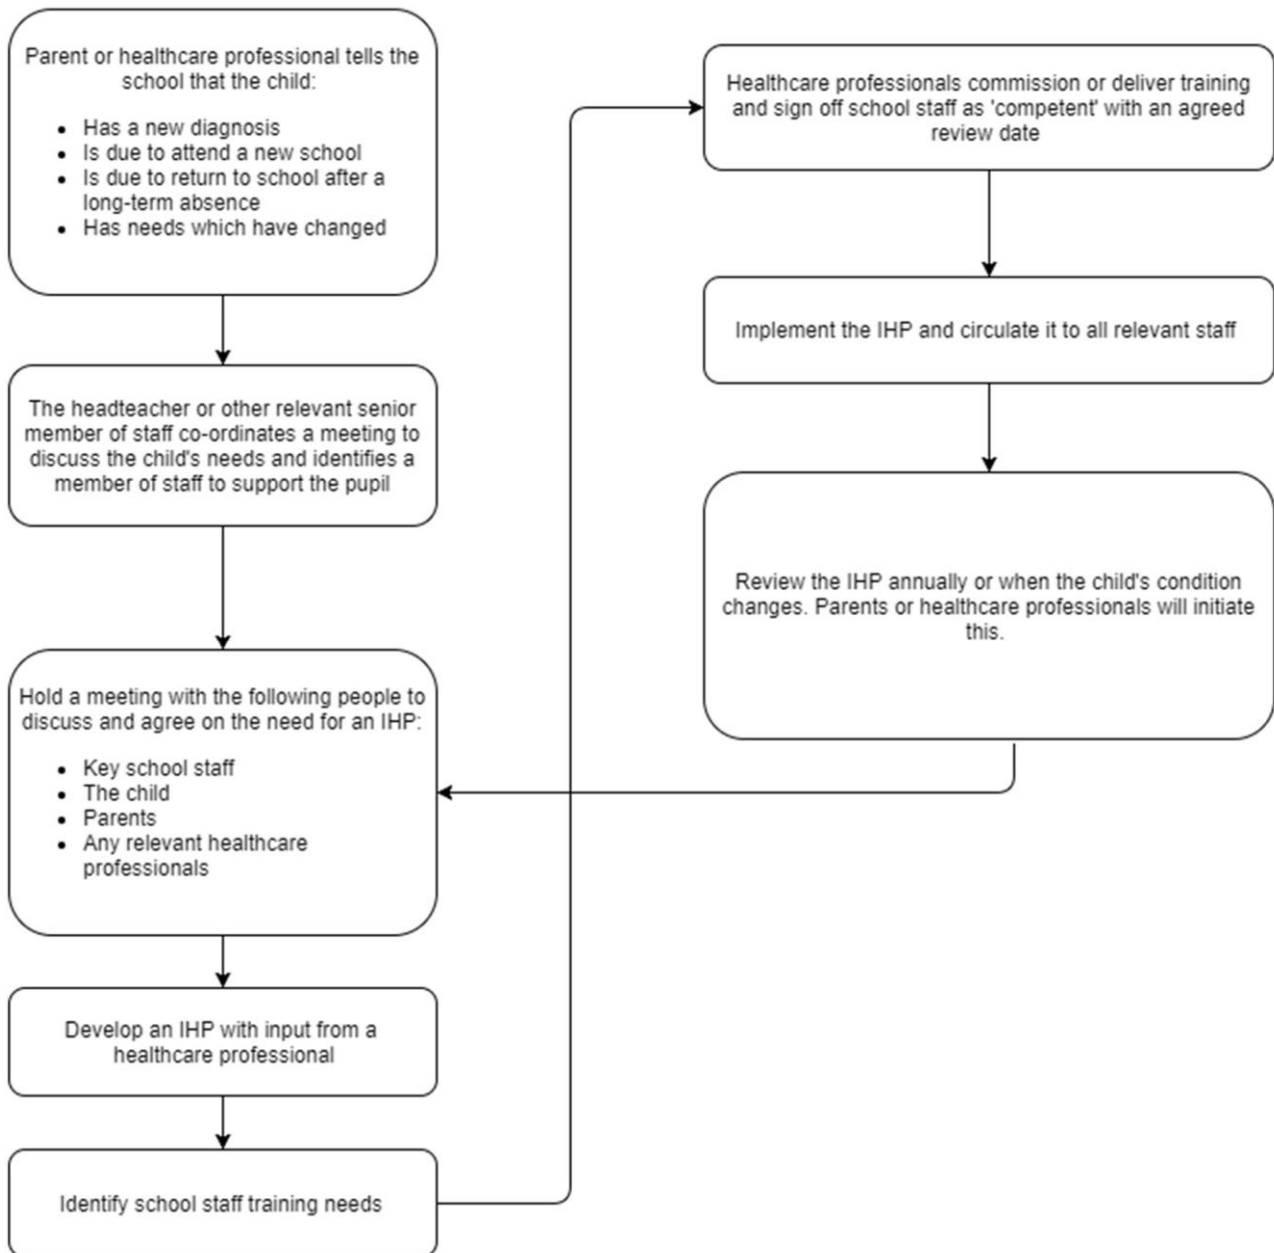 Parent or healthcare professional tells the
school that the child:
• Has a new diagnosis
• Is due to attend a new school
• Is due to return to school after a
long-term absence
• Has needs which have changed
The headteacher or other relevant senior
member of staff co-ordinates a meeting to
discuss the child's needs and identifies a
member of staff to support the pupil
Hold a meeting with the following people to
discuss and agree on the need for an IHP:
• Key school staff
• The child
• Parents
• Any relevant healthcare
professionals
Develop an IHP with input from a
healthcare professional
Identify school staff training needs
Healthcare professionals commission or deliver training
and sign off school staff as 'competent' with an agreed
review date
Implement the IHP and circulate it to all relevant staff
Review the IHP annually or when the child's condition
changes. Parents or healthcare professionals will initiate
this.